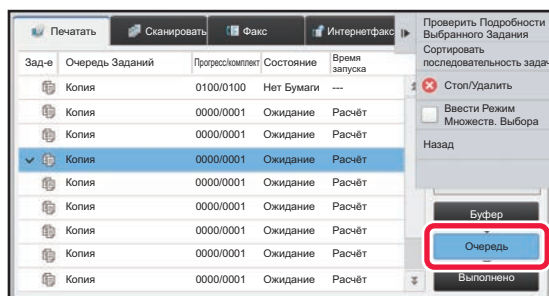 Печатать
Сканировать
Факс
Интернетфакс
Зад-е Очередь Заданий Прогресс/комплект Состояние Время запуска
Копия 0100/0100 Нет Бумаги ---
Копия 0000/0001 Ожидание Расчёт
Копия 0000/0001 Ожидание Расчёт
Копия 0000/0001 Ожидание Расчёт
Копия 0000/0001 Ожидание Расчёт
Копия 0000/0001 Ожидание Расчёт
Копия 0000/0001 Ожидание Расчёт
Копия 0000/0001 Ожидание Расчёт
Копия 0000/0001 Ожидание Расчёт
Проверить Подробности
Выбранного Задания
Сортировать
последовательность задач
Стоп/Удалить
Ввести Режим
Множеств. Выбора
Назад
Буфер
Очередь
Выполнено